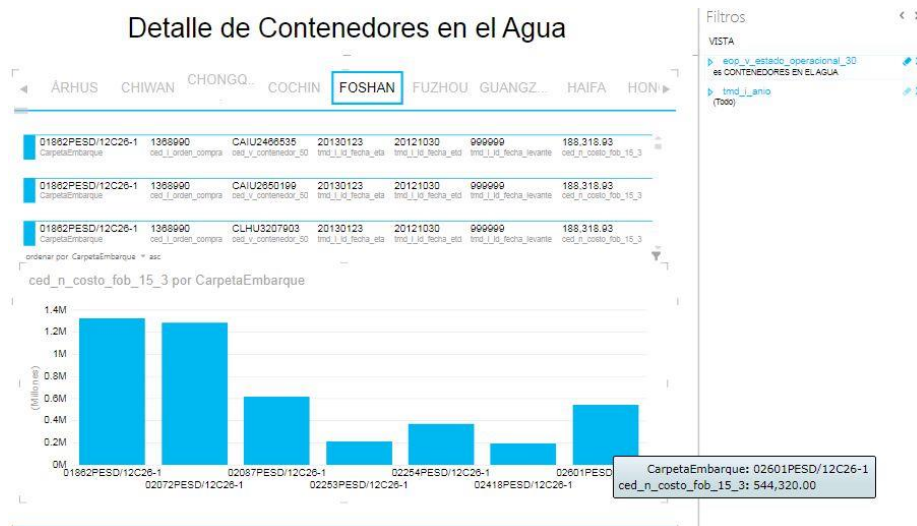 Detalle de Contenedores en el Agua
ÁRHUS CHIWAN CHONGQ... COCHIN FOSHAN FUZHOU GUANGZ... HAIFA HON
01862PESD/12C26-1 1368990 CAIU2466535 20130123 20121030 999999 188,318.93
CarpetaEmbarque ced_i_orden_compra ced_v_contenedor_50 tmd_i_id_fecha_eta tmd_i_id_fecha_etd tmd_i_id_fecha_levante ced_n_costo_fob_15_3
01862PESD/12C26-1 1368990 CAIU2650199 20130123 20121030 999999 188,318.93
CarpetaEmbarque ced_i_orden_compra ced_v_contenedor_50 tmd_i_id_fecha_eta tmd_i_id_fecha_etd tmd_i_id_fecha_levante ced_n_costo_fob_15_3
01862PESD/12C26-1 1368990 CLHU3207903 20130123 20121030 999999 188,318.93
CarpetaEmbarque ced_i_orden_compra ced_v_contenedor_50 tmd_i_id_fecha_eta tmd_i_id_fecha_etd tmd_i_id_fecha_levante ced_n_costo_fob_15_3
ordenar por CarpetaEmbarque asc
ced_n_costo_fob_15_3 por CarpetaEmbarque
(Millones)
1.4M
1.2M
1M
0.8M
0.6M
0.4M
0.2M
0M
01862PESD/12C26-1 02087PESD/12C26-1 02254PESD/12C26-1 02601PESD
02072PESD/12C26-1 02253PESD/12C26-1 02418PESD/12C26-1
CarpetaEmbarque: 02601PESD/12C26-1
ced_n_costo_fob_15_3: 544,320.00
Filtros
VISTA
eop_v_estado_operacional_30
es CONTENEDORES EN EL AGUA
tmd_i_anio
(Todo)